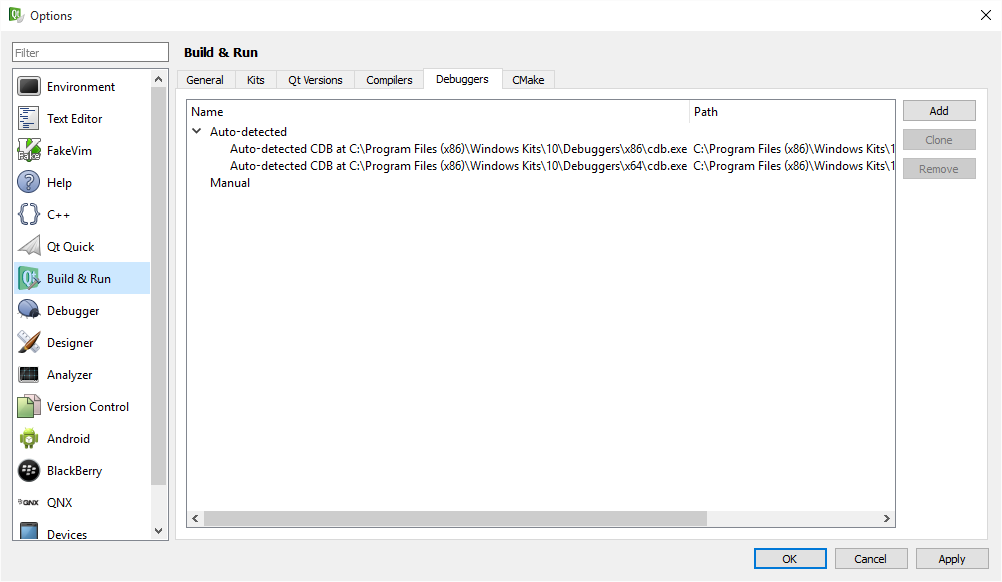 Options
Filter
Build & Run
Environment
Text Editor
FakeVim
Help
C++
Qt Quick
Build & Run
Debugger
Designer
Analyzer
Version Control
Android
BlackBerry
QNX
Devices
General Kits Qt Versions Compilers Debuggers CMake
Name Path
Auto-detected
Auto-detected CDB at C:\Program Files (x86)\Windows Kits\10\Debuggers\x86\cdb.exe C:\Program Files (x86)\Windows Kits\1
Auto-detected CDB at C:\Program Files (x86)\Windows Kits\10\Debuggers\x64\cdb.exe C:\Program Files (x86)\Windows Kits\1
Manual
Add
Clone
Remove
OK Cancel Apply